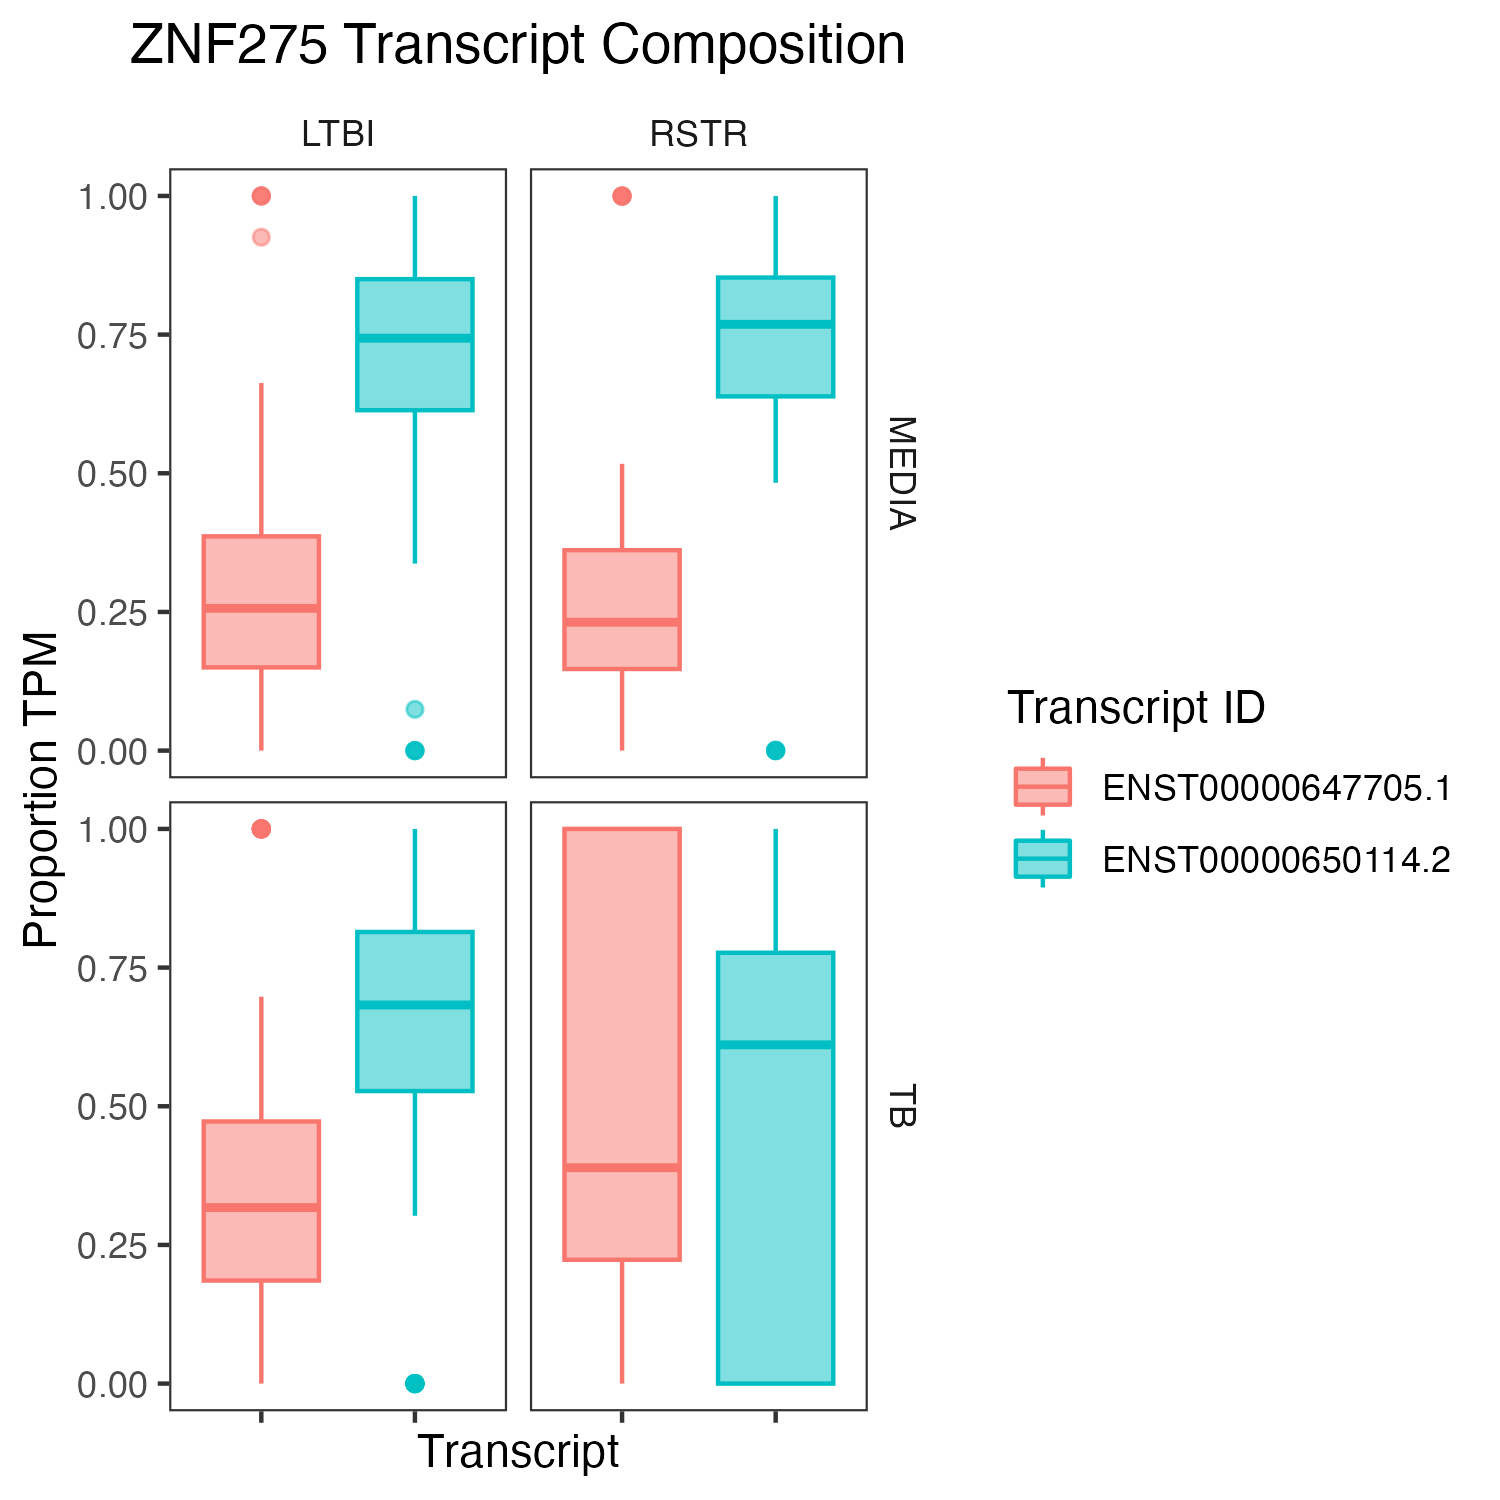 ZNF275 Transcript Composition
LTBI
RSTR
1.00
0.75
0.50
0.25
0.00
MEDIA
1.00
0.75
0.50
0.25
0.00
TB
Proportion TPM
Transcript
Transcript ID
ENST00000647705.1
ENST00000650114.2